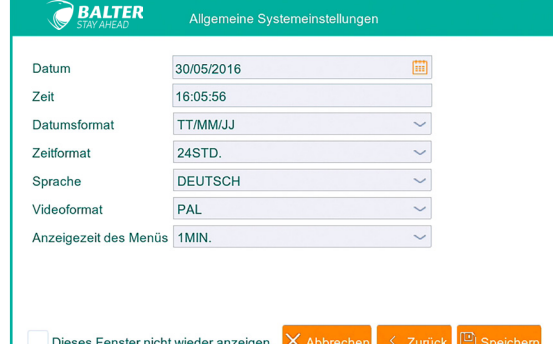 BALTER
STAY AHEAD
Allgemeine Systemeinstellungen
Datum 30/05/2016
Zeit 16:05:56
Datumsformat TT/MM/JJ
Zeitformat 24STD.
Sprache DEUTSCH
Videoformat PAL
Anzeigezeit des Menüs 1MIN.
Dieses Fenster nicht wieder anzeigen Abbrechen Zurück Speichern